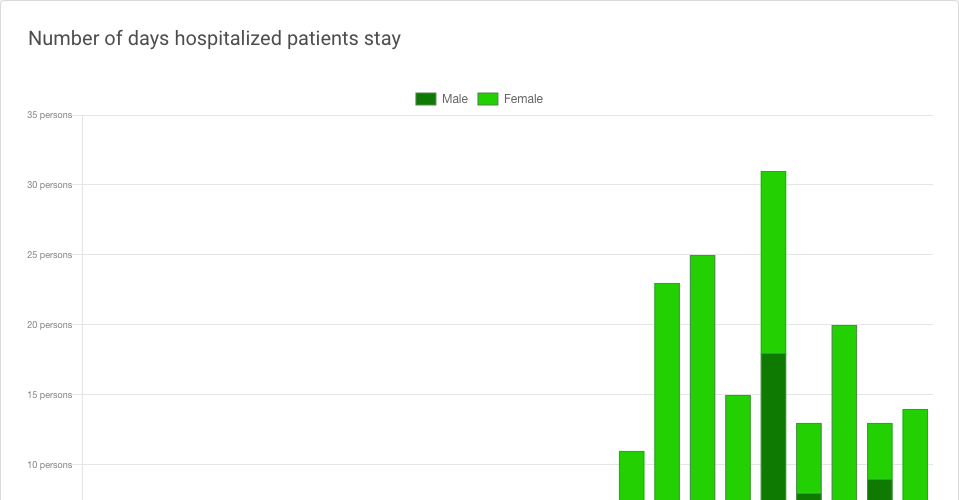 Number of days hospitalized patients stay
Male Female
35 persons
30 persons
25 persons
20 persons
15 persons
10 persons